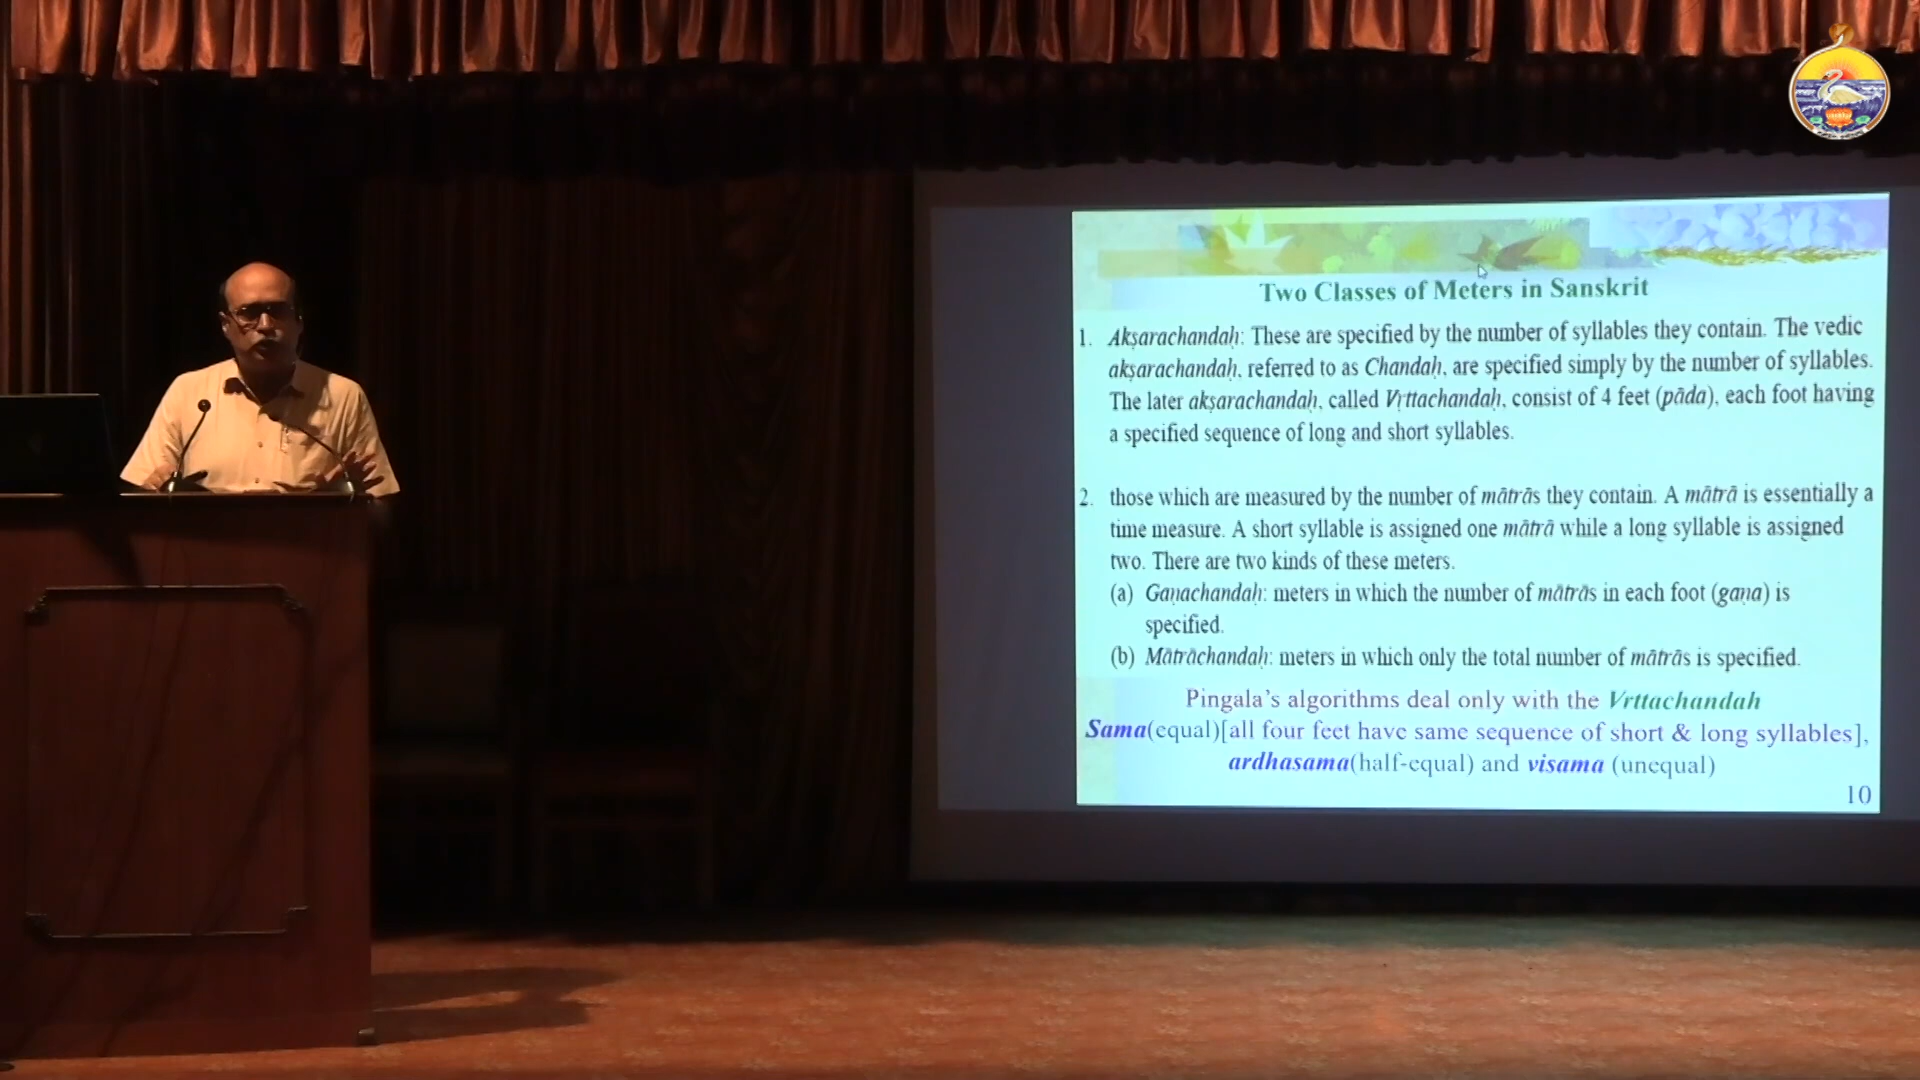 Two Classes of Meters in Sanskrit
1. Akṣarachandaḥ: These are specified by the number of syllables they contain. The vedic
akṣarachandaḥ, referred to as Chandaḥ, are specified simply by the number of syllables.
The later akṣarachandaḥ, called Vṛttachandaḥ, consist of 4 feet (pāda), each foot having
a specified sequence of long and short syllables.
2. those which are measured by the number of mātrās they contain. A mātrā is essentially a
time measure. A short syllable is assigned one mātrā while a long syllable is assigned
two. There are two kinds of these meters.
(a) Gaṇachandaḥ: meters in which the number of mātrās in each foot (gaṇa) is
specified.
(b) Mātrāchandaḥ: meters in which only the total number of mātrās is specified.
Pingala's algorithms deal only with the Vrttachandah
Sama(equal)[all four feet have same sequence of short & long syllables],
ardhasama(half-equal) and visama (unequal)
10